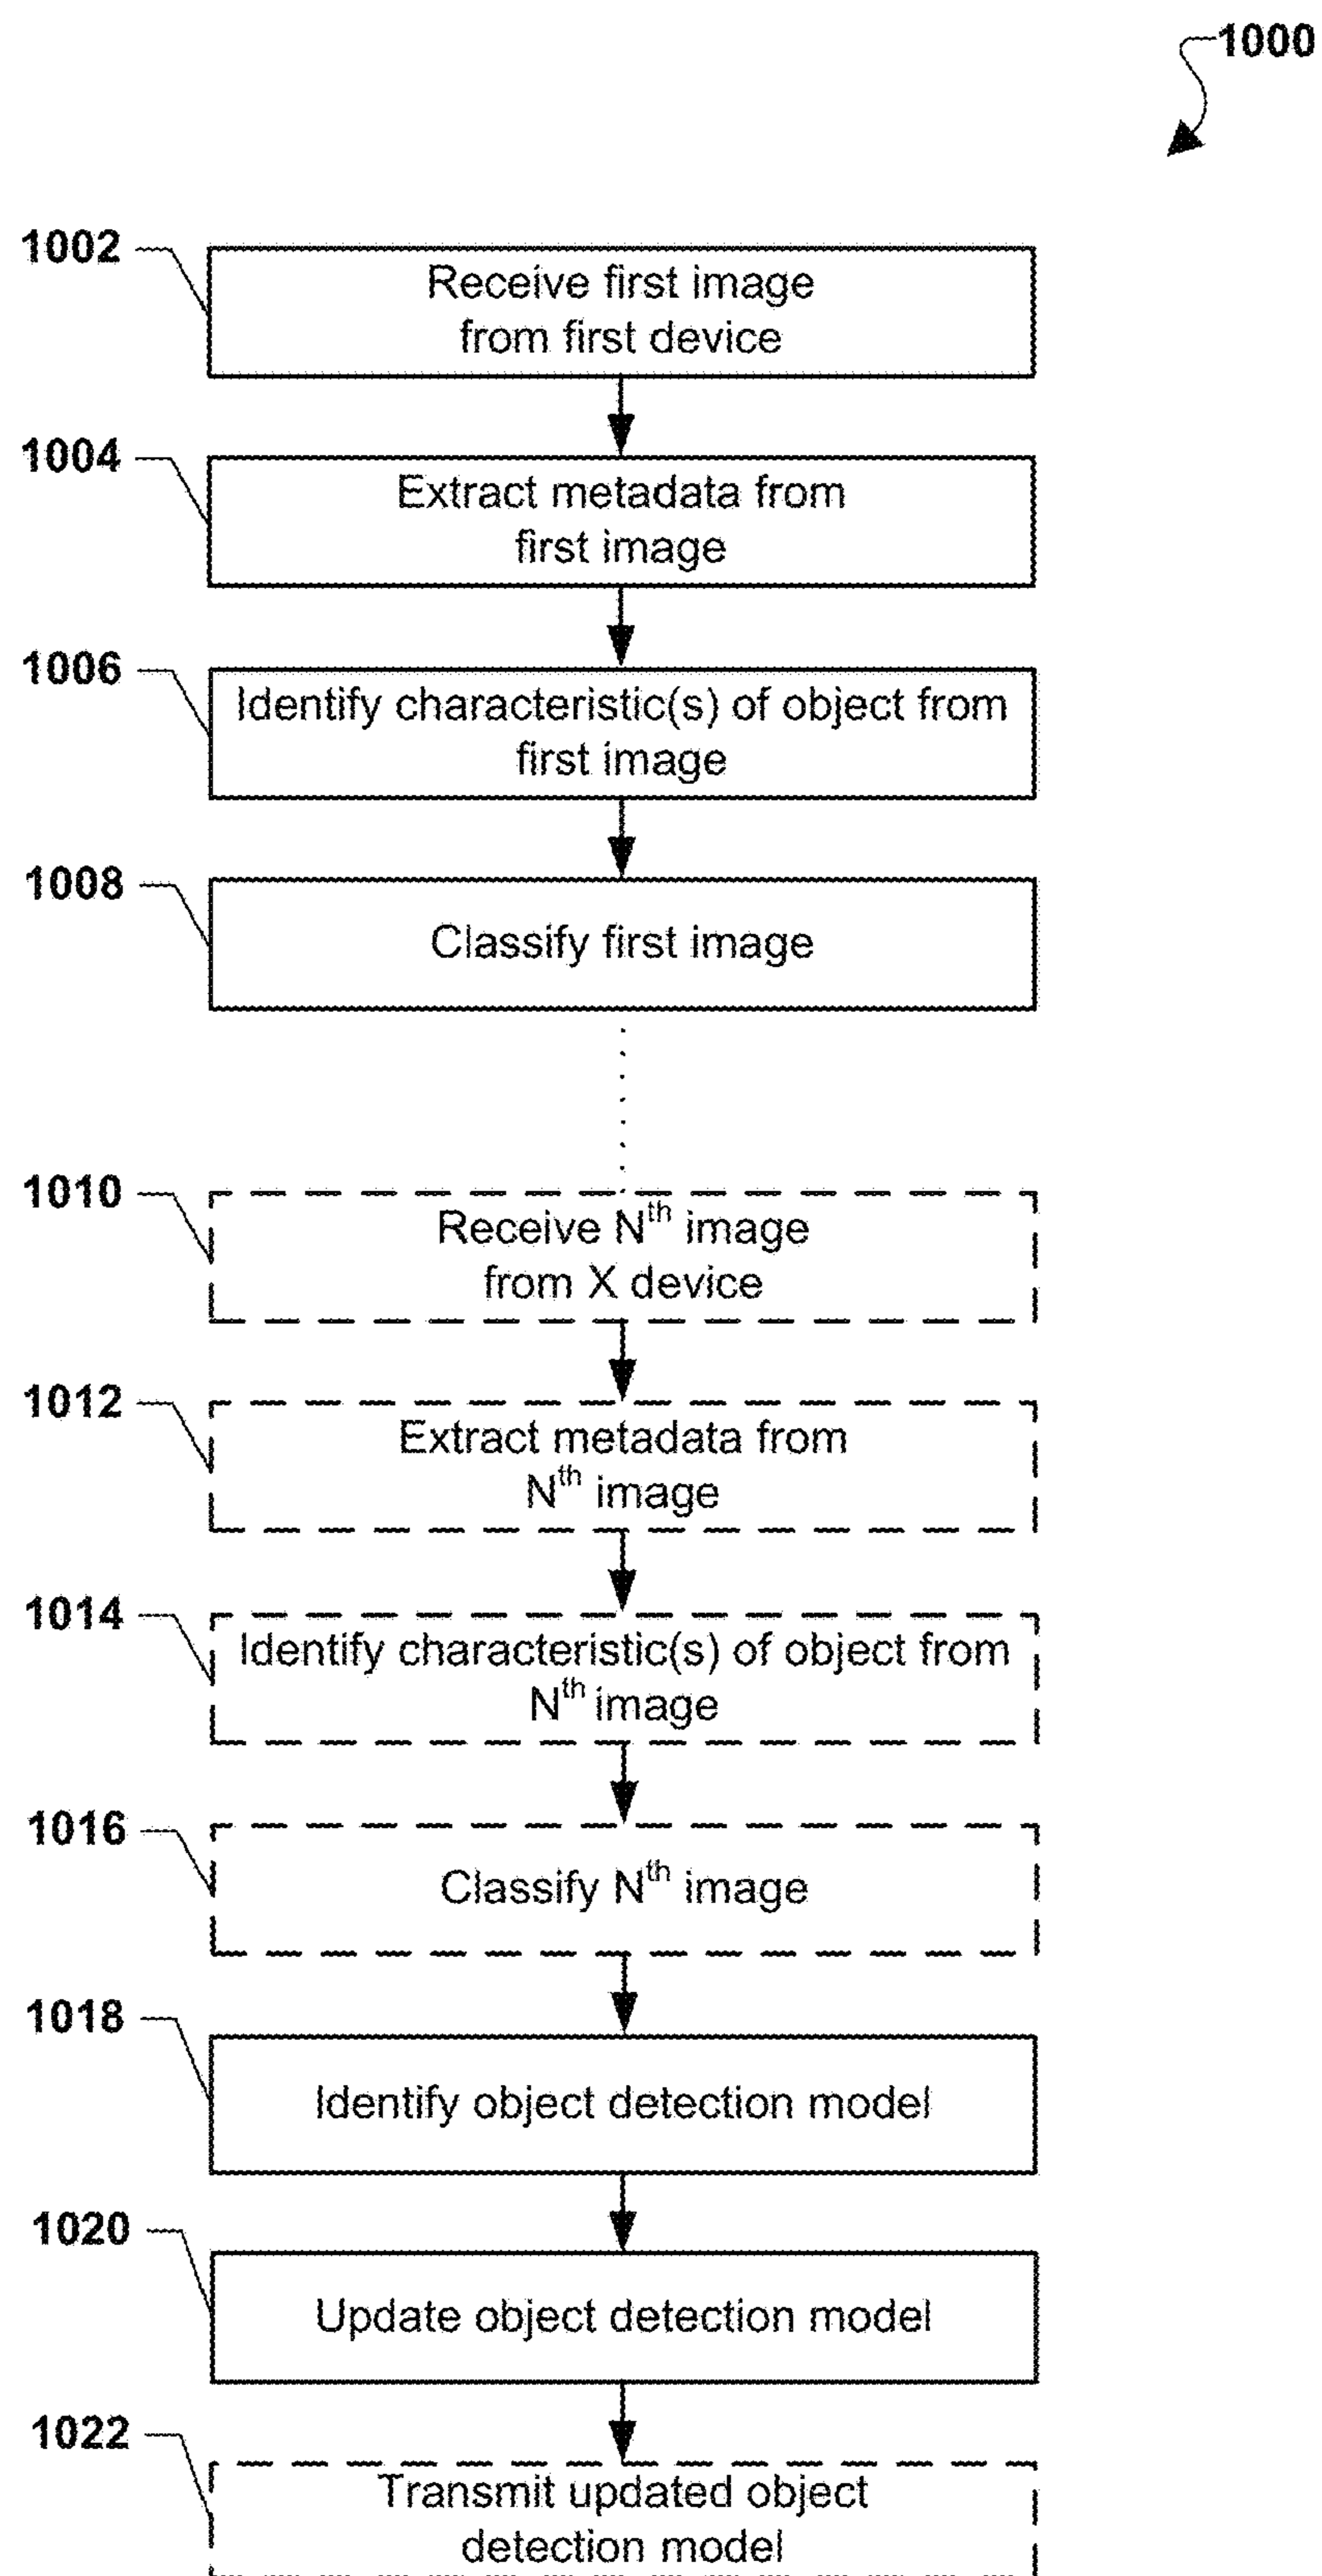 1000
1002
Receive first image
from first device
1004
Extract metadata from
first image
1006
Identify characteristic(s) of object from
first image
1008
Classify first image
1010
Receive Nth image
from X device
1012
Extract metadata from
Nth image
1014
Identify characteristic(s) of object from
Nth image
1016
Classify Nth image
1018
Identify object detection model
1020
Update object detection model
1022
Transmit updated object
detection model